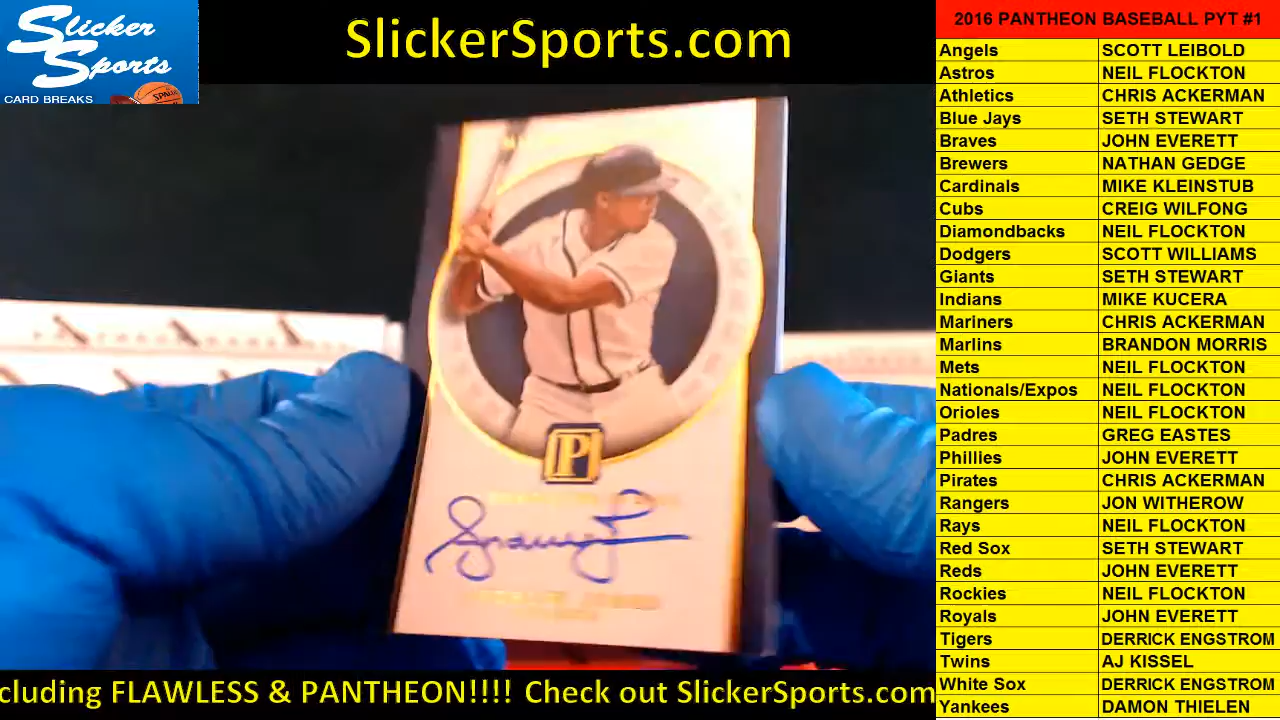 Slicker
Sports
CARD BREAKS
SPALDING
SlickerSports.com
P
cluding FLAWLESS & PANTHEON!!!! Check out SlickerSports.com
2016 PANTHEON BASEBALL PYT #1
Angels SCOTT LEIBOLD
Astros NEIL FLOCKTON
Athletics CHRIS ACKERMAN
Blue Jays SETH STEWART
Braves JOHN EVERETT
Brewers NATHAN GEDGE
Cardinals MIKE KLEINSTUB
Cubs CREIG WILFONG
Diamondbacks NEIL FLOCKTON
Dodgers SCOTT WILLIAMS
Giants SETH STEWART
Indians MIKE KUCERA
Mariners CHRIS ACKERMAN
Marlins BRANDON MORRIS
Mets NEIL FLOCKTON
Nationals/Expos NEIL FLOCKTON
Orioles NEIL FLOCKTON
Padres GREG EASTES
Phillies JOHN EVERETT
Pirates CHRIS ACKERMAN
Rangers JON WITHEROW
Rays NEIL FLOCKTON
Red Sox SETH STEWART
Reds JOHN EVERETT
Rockies NEIL FLOCKTON
Royals JOHN EVERETT
Tigers DERRICK ENGSTROM
Twins AJ KISSEL
White Sox DERRICK ENGSTROM
Yankees DAMON THIELEN